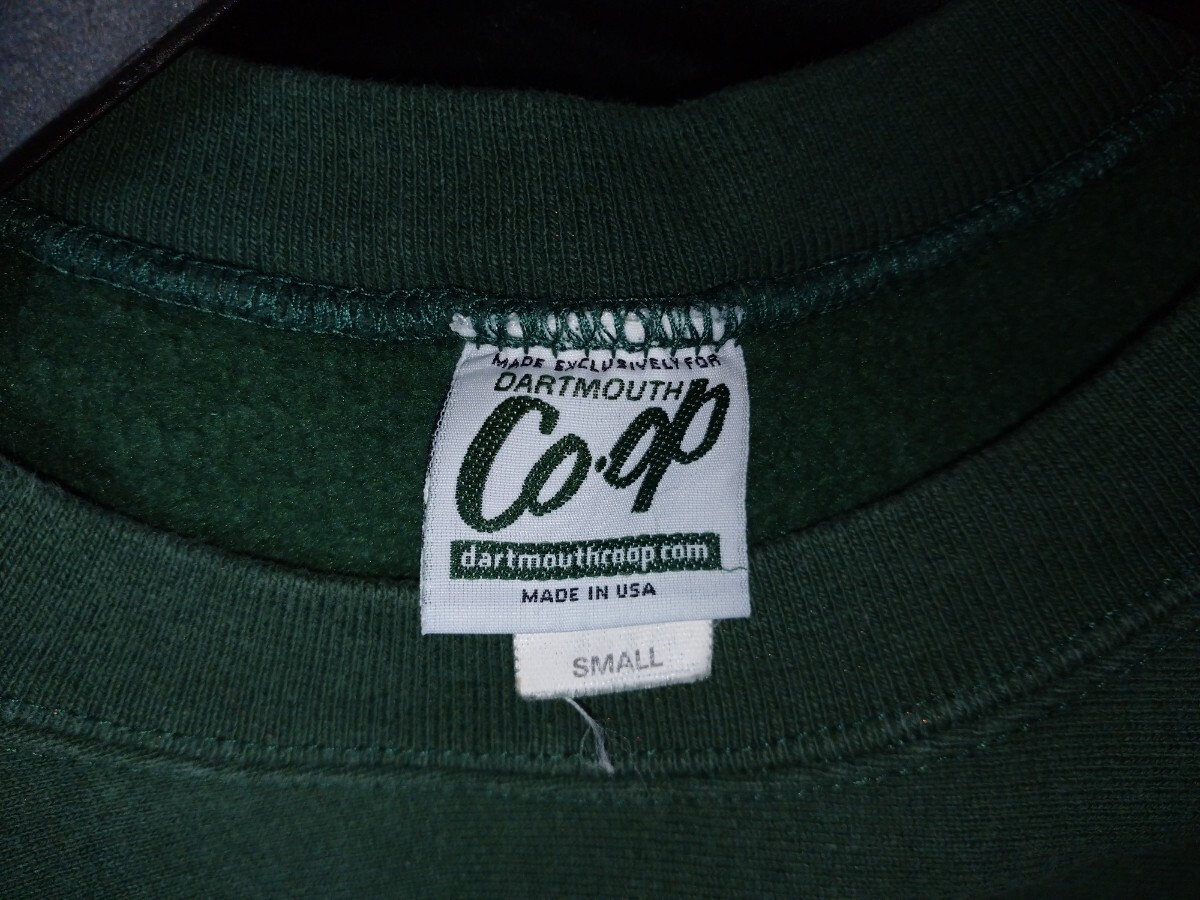 MADE EXCLUSIVELY FOR
DARTMOUTH
Co·op
dartmouthcoop.com
MADE IN USA
SMALL